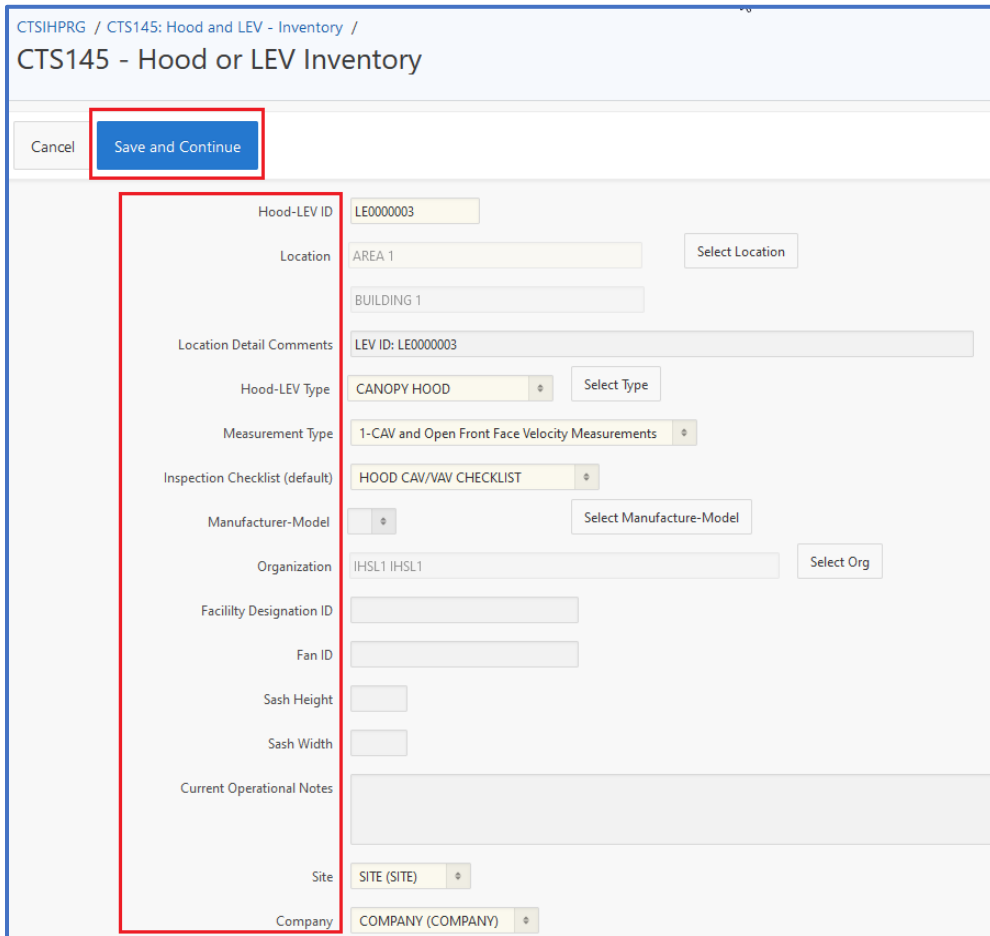 CTSIHPRG / CTS145: Hood and LEV - Inventory /
CTS145 - Hood or LEV Inventory
Cancel Save and Continue
Hood-LEV ID LE0000003
Location AREA 1 Select Location
BUILDING 1
Location Detail Comments LEV ID: LE0000003
Hood-LEV Type CANOPY HOOD Select Type
Measurement Type 1-CAV and Open Front Face Velocity Measurements
Inspection Checklist (default) HOOD CAV/VAV CHECKLIST
Manufacturer-Model Select Manufacture-Model
Organization IHSL1 IHSL1 Select Org
Facililty Designation ID
Fan ID
Sash Height
Sash Width
Current Operational Notes
Site SITE (SITE)
Company COMPANY (COMPANY)